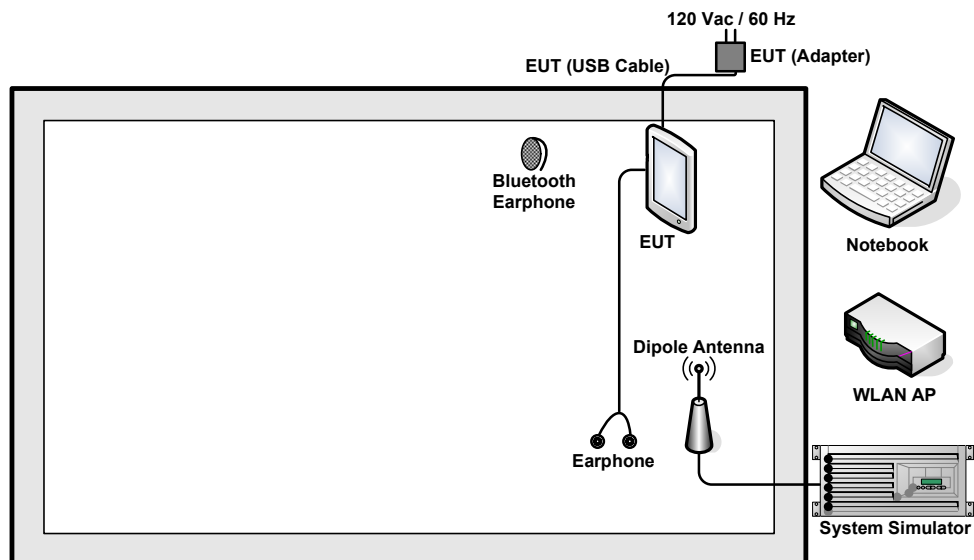 120 Vac / 60 Hz
EUT (Adapter)
EUT (USB Cable)
Bluetooth
Earphone
EUT
Notebook
Dipole Antenna
WLAN AP
Earphone
System Simulator